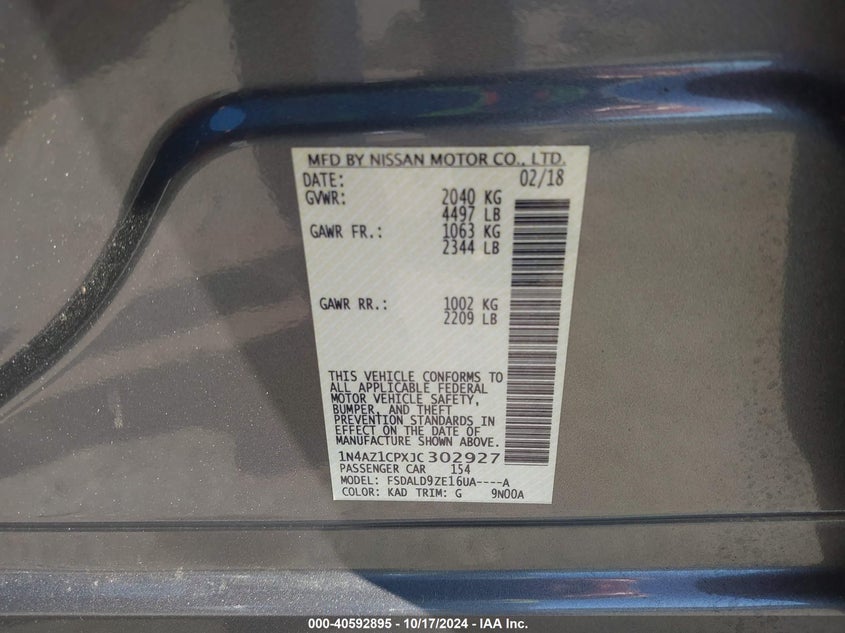 MFD BY NISSAN MOTOR CO., LTD.
DATE: 02/18
GVWR: 2040 KG
4497 LB
GAWR FR.: 1063 KG
2344 LB
GAWR RR.: 1002 KG
2209 LB
THIS VEHICLE CONFORMS TO
ALL APPLICABLE FEDERAL
MOTOR VEHICLE SAFETY,
BUMPER, AND THEFT
PREVENTION STANDARDS IN
EFFECT ON THE DATE OF
MANUFACTURE SHOWN ABOVE.
1N4AZ1CPXJC302927
PASSENGER CAR 154
MODEL: FSDALD9ZE16UA----A
COLOR: KAD TRIM: G 9N00A
000-40592895 - 10/17/2024 - IAA Inc.